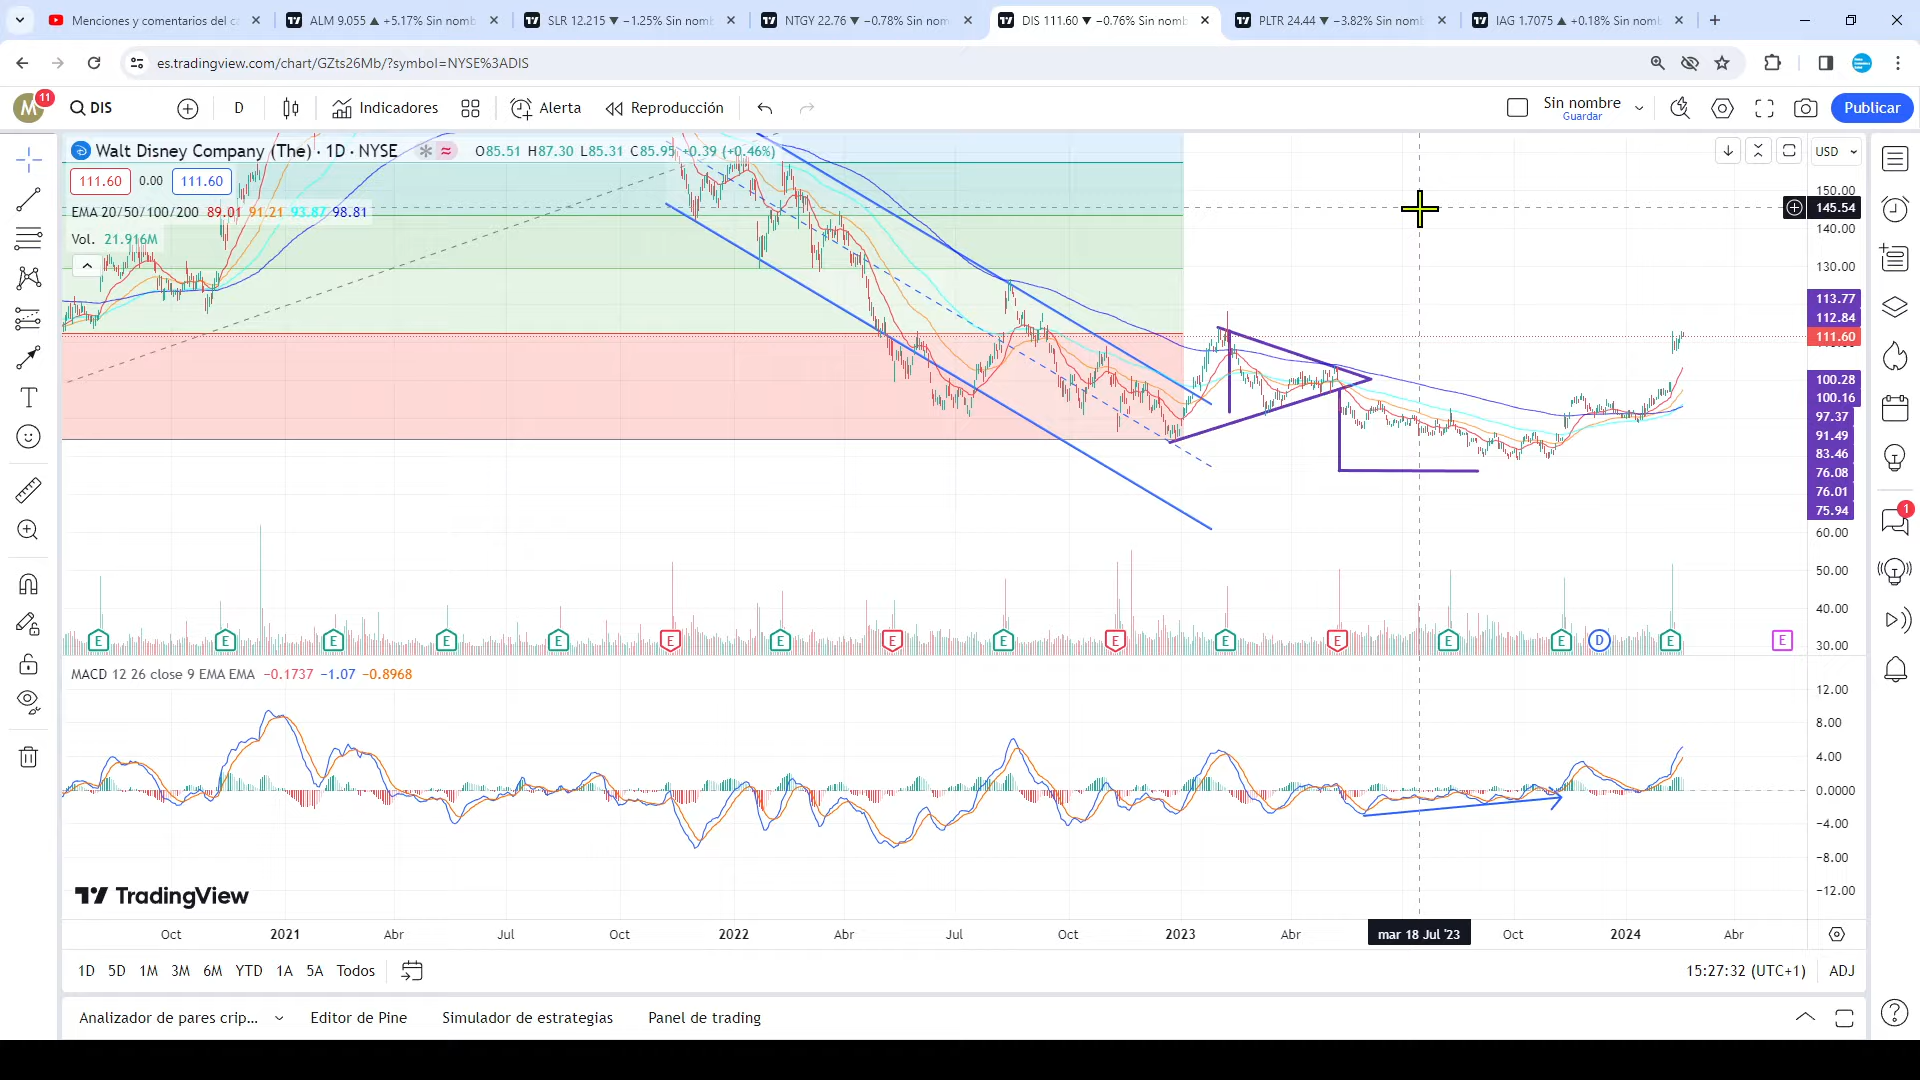 Menciones y comentarios del c
ALM 9.055 ▲ +5.17% Sin nomb
SLR 12.215 ▼ −1.25% Sin nomb
NTGY 22.76 ▼ −0.78% Sin nom
DIS 111.60 ▼ −0.76% Sin nomb
PLTR 24.44 ▼ −3.82% Sin nomb
IAG 1.7075 ▲ +0.18% Sin nomb
es.tradingview.com/chart/GZts26Mb/?symbol=NYSE%3ADIS
M 11
DIS
D
Indicadores
Alerta
Reproducción
Sin nombre
Guardar
Publicar
Walt Disney Company (The) · 1D · NYSE
O85.51 H87.30 L85.31 C85.95 +0.39 (+0.46%)
USD
111.60 0.00 111.60
EMA 20/50/100/200 89.01 91.21 93.87 98.81
Vol. 21.916M
150.00
145.54
140.00
130.00
113.77
112.84
111.60
100.28
100.16
97.37
91.49
83.46
76.08
76.01
75.94
60.00
50.00
40.00
30.00
1
E E E E E E E E E E E E E E D E E
MACD 12 26 close 9 EMA EMA −0.1737 −1.07 −0.8968
12.00
8.00
4.00
0.0000
−4.00
−8.00
−12.00
TradingView
Oct 2021 Abr Jul Oct 2022 Abr Jul Oct 2023 Abr mar 18 Jul '23 Oct 2024 Abr
1D 5D 1M 3M 6M YTD 1A 5A Todos
15:27:32 (UTC+1) ADJ
Analizador de pares crip... Editor de Pine Simulador de estrategias Panel de trading